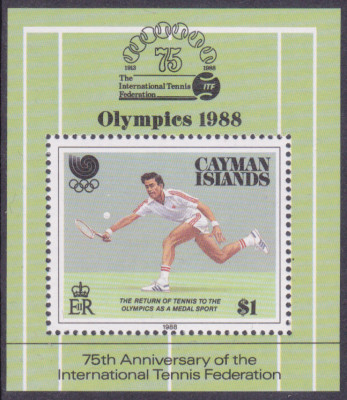 1913 1988
75
The
International Tennis
Federation
ITF
Olympics 1988
CAYMAN
ISLANDS
EIIR
THE RETURN OF TENNIS TO THE
OLYMPICS AS A MEDAL SPORT
$1
1988
75th Anniversary of the
International Tennis Federation